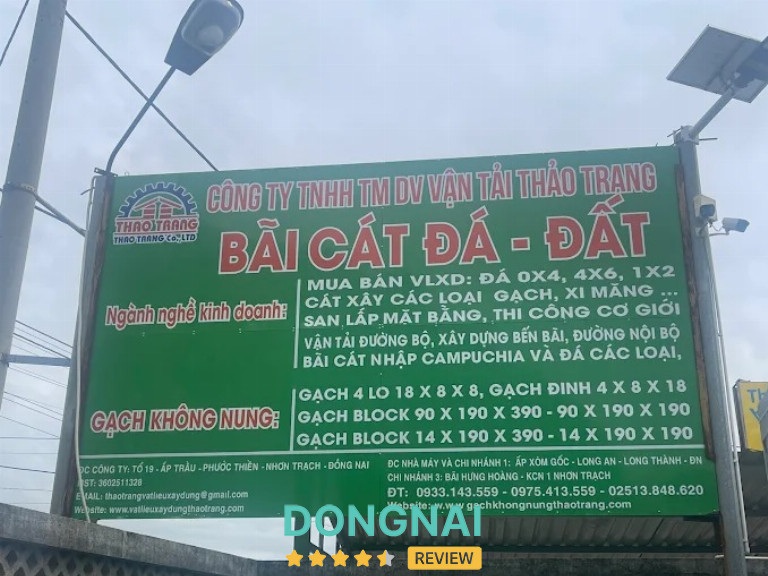 CÔNG TY TNHH TM DV VẬN TẢI THẢO TRANG
THAO TRANG
THAO TRANG Co., LTD
BÃI CÁT ĐÁ - ĐẤT
Ngành nghề kinh doanh:
MUA BÁN VLXD: ĐÁ 0X4, 4X6, 1X2
CÁT XÂY CÁC LOẠI GẠCH, XI MĂNG ...
SAN LẤP MẶT BẰNG, THI CÔNG CƠ GIỚI
VẬN TẢI ĐƯỜNG BỘ, XÂY DỰNG BẾN BÃI, ĐƯỜNG NỘI BỘ
BÃI CÁT NHẬP CAMPUCHIA VÀ ĐÁ CÁC LOẠI,
GẠCH KHÔNG NUNG:
GẠCH 4 LO 18 X 8 X 8, GẠCH ĐINH 4 X 8 X 18
GẠCH BLOCK 90 X 190 X 390 - 90 X 190 X 190
GẠCH BLOCK 14 X 190 X 390 - 14 X 190 X 190
ĐC CÔNG TY: TỔ 19 - ẤP TRẦU - PHƯỚC THIỀN - NHƠN TRẠCH - ĐỒNG NAI
MST: 3602511328
EMAIL: thaotrangvatlieuxaydung@gmail.com
Website: www.vatlieuxaydungthaotrang.com
ĐC NHÀ MÁY VÀ CHI NHÁNH 1: ẤP XÓM GỐC - LONG AN - LONG THÀNH - ĐN
CHI NHÁNH 3: BÃI HƯNG HOÀNG - KCN 1 NHƠN TRẠCH
ĐT: 0933.143.559 - 0975.413.559 - 02513.848.620
Website: w.ww.gachkhongnungthaotrang.com
DONGNAI
REVIEW